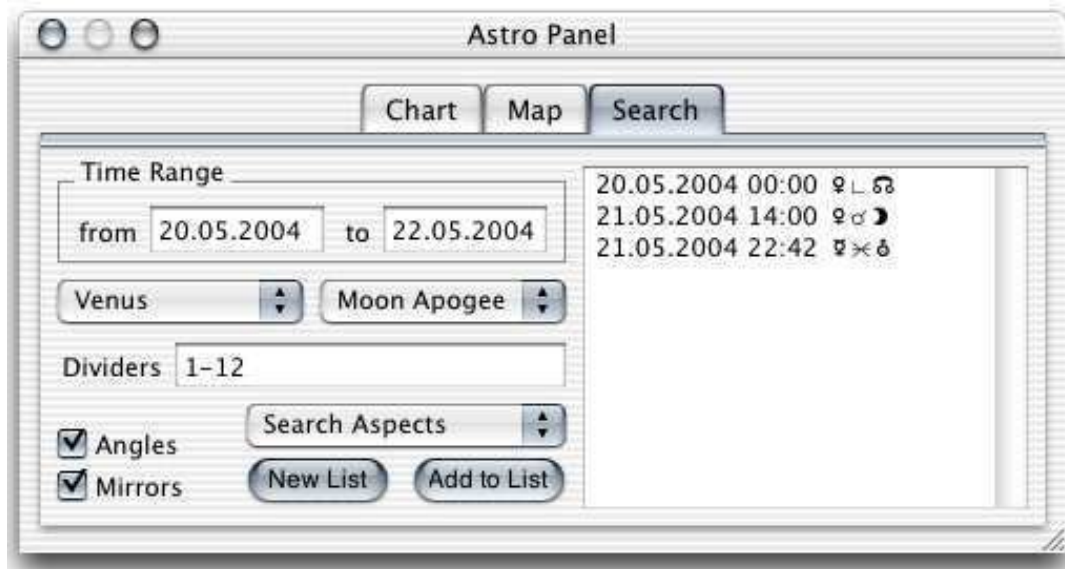 Astro Panel
Chart Map Search
Time Range
from 20.05.2004 to 22.05.2004
Venus Moon Apogee
Dividers 1-12
Search Aspects
Angles
Mirrors
New List Add to List
20.05.2004 00:00 ♀∟☊
21.05.2004 14:00 ♀☌☽
21.05.2004 22:42 ☿⚹♁